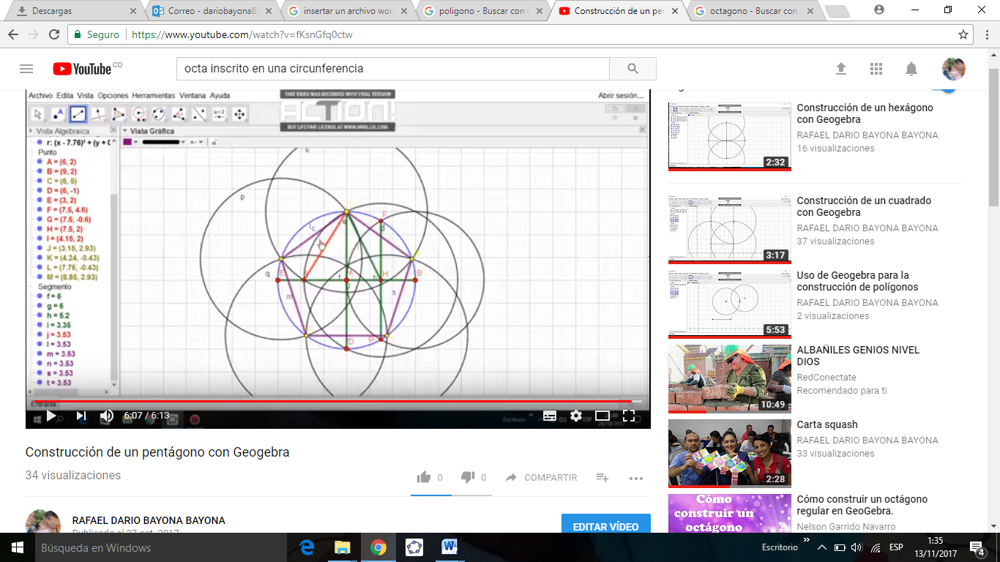 Descargas
Correo - dariobayona85
insertar un archivo wor
poligono - Buscar con G
Construcción de un per
octagono - Buscar con
Seguro
https://www.youtube.com/watch?v=fKsnGfq0ctw
YouTube CO
octa inscrito en una circunferencia
Archivo Edita Vista Opciones Herramientas Ventana Ayuda
THIS VIDEO WAS RECORDED WITH TRIAL VERSION
ACTION!
BUY LIFETIME LICENSE AT WWW.MIRILLIS.COM
Abrir sesión...
Vista Algebraica
Vista Gráfica
r: (x - 7.76)² + (y + 0
Punto
A = (6, 2)
B = (9, 2)
C = (6, 5)
D = (6, -1)
E = (3, 2)
F = (7.5, 4.6)
G = (7.5, -0.6)
H = (7.5, 2)
I = (4.15, 2)
J = (3.15, 2.93)
K = (4.24, -0.43)
L = (7.76, -0.43)
M = (8.85, 2.93)
Segmento
f = 6
g = 6
h = 5.2
i = 3.35
j = 3.53
l = 3.53
m = 3.53
n = 3.53
s = 3.53
t = 3.53
k
p
c
F
d
q
E
A
H
B
g
m
s
D
G
Entrada:
6:07 / 6:13
Escritorio
ESP
26/10/2017
Construcción de un pentágono con Geogebra
34 visualizaciones
0
0
COMPARTIR
RAFAEL DARIO BAYONA BAYONA
Publicado el 27 oct. 2017
EDITAR VÍDEO
Construcción de un hexágono
con Geogebra
RAFAEL DARIO BAYONA BAYONA
16 visualizaciones
2:32
Construcción de un cuadrado
con Geogebra
RAFAEL DARIO BAYONA BAYONA
37 visualizaciones
3:17
Uso de Geogebra para la
construcción de polígonos
RAFAEL DARIO BAYONA BAYONA
2 visualizaciones
5:53
ALBAÑILES GENIOS NIVEL
DIOS
RedConectate
Recomendado para ti
10:49
Carta squash
RAFAEL DARIO BAYONA BAYONA
33 visualizaciones
2:28
Cómo
construir un
octágono
Cómo construir un octágono
regular en GeoGebra.
Nelson Garrido Navarro
Búsqueda en Windows
Escritorio
ESP
1:35
13/11/2017
4